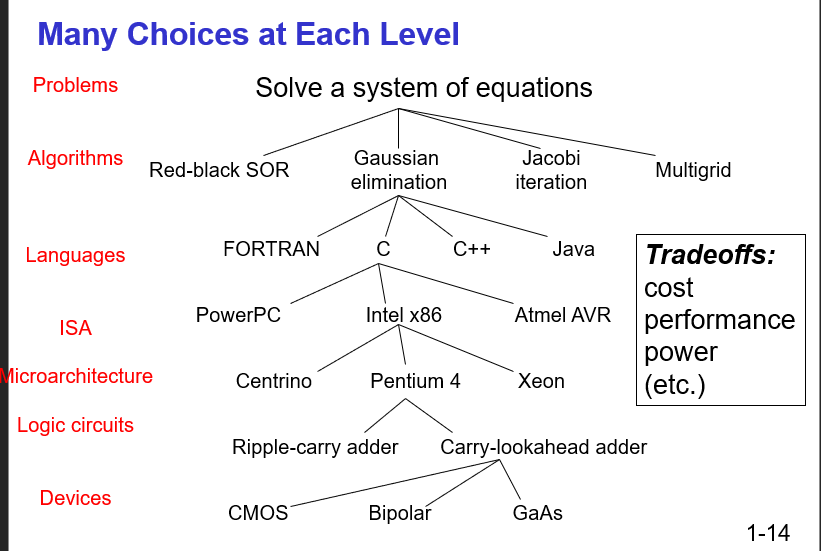 Many Choices at Each Level
Problems
Solve a system of equations
Algorithms
Red-black SOR
Gaussian
elimination
Jacobi
iteration
Multigrid
Languages
FORTRAN
C
C++
Java
Tradeoffs:
cost
performance
power
(etc.)
ISA
PowerPC
Intel x86
Atmel AVR
Microarchitecture
Centrino
Pentium 4
Xeon
Logic circuits
Ripple-carry adder
Carry-lookahead adder
Devices
CMOS
Bipolar
GaAs
1-14